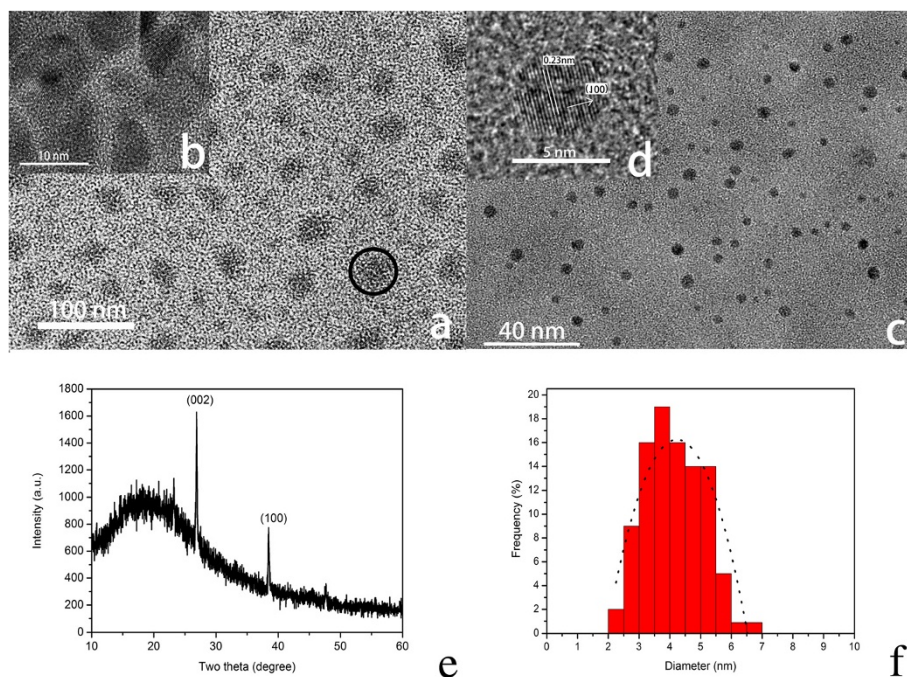 b
10 nm
100 nm
a
0.23nm
(100)
5 nm
d
40 nm
c
1800
1600
1400
1200
1000
800
600
400
200
0
10 20 30 40 50 60
Intensity (a.u.)
Two theta (degree)
(002)
(100)
e
20
18
16
14
12
10
8
6
4
2
0
0 1 2 3 4 5 6 7 8 9 10
Frequency (%)
Diameter (nm)
f